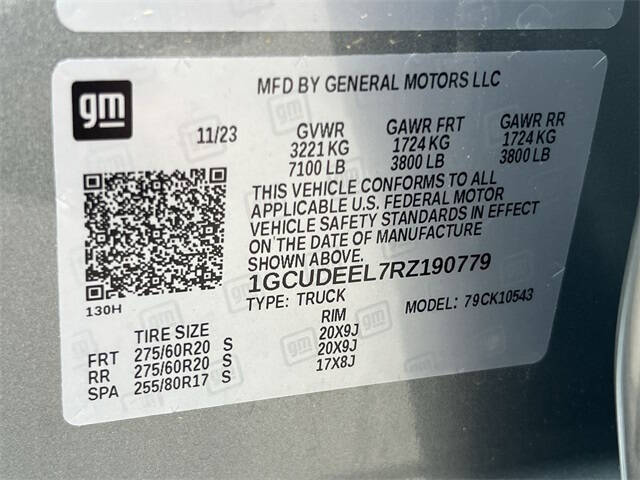 gm
MFD BY GENERAL MOTORS LLC
11/23 GVWR GAWR FRT GAWR RR
3221 KG 1724 KG 1724 KG
7100 LB 3800 LB 3800 LB
THIS VEHICLE CONFORMS TO ALL
APPLICABLE U.S. FEDERAL MOTOR
VEHICLE SAFETY STANDARDS IN EFFECT
ON THE DATE OF MANUFACTURE
SHOWN ABOVE.
1GCUDEEL7RZ190779
130H
TYPE: TRUCK MODEL: 79CK10543
TIRE SIZE RIM
FRT 275/60R20 S 20X9J
RR 275/60R20 S 20X9J
SPA 255/80R17 S 17X8J